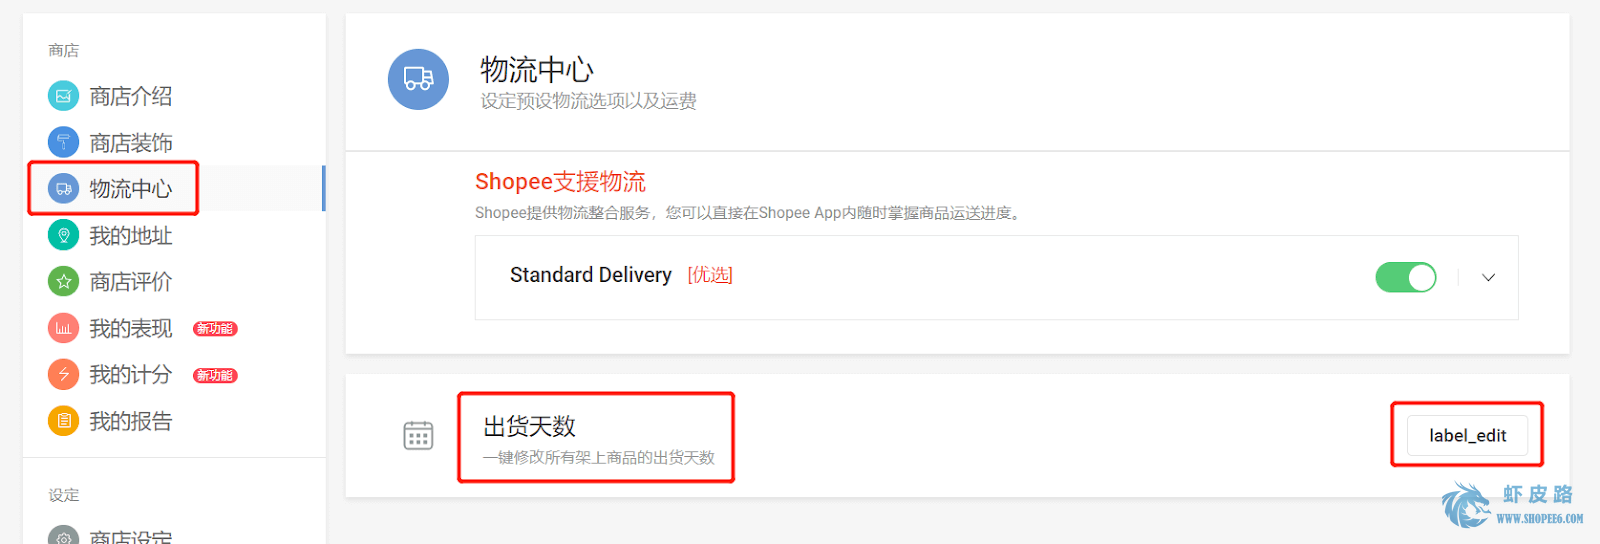 商店
商店介绍
商店装饰
物流中心
我的地址
商店评价
我的表现 新功能
我的计分 新功能
我的报告
设定
商店设定
物流中心
设定预设物流选项以及运费
Shopee支援物流
Shopee提供物流整合服务，您可以直接在Shopee App内随时掌握商品运送进度。
Standard Delivery [优选]
出货天数
一键修改所有架上商品的出货天数
label_edit
虾皮路
WWW.SHOPEE6.COM